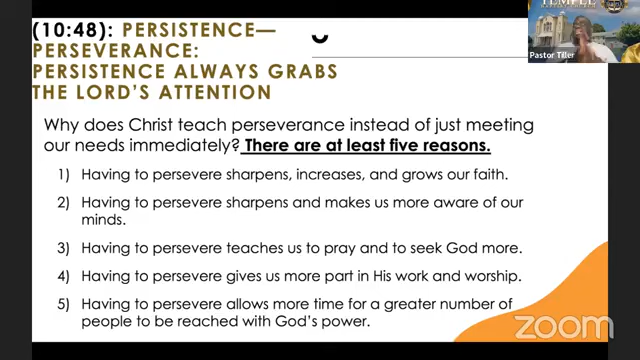 (10:48): PERSISTENCE—
PERSEVERANCE:
PERSISTENCE ALWAYS GRABS
THE LORD'S ATTENTION
TEMPLE
Pastor Tiller
Why does Christ teach perseverance instead of just meeting
our needs immediately? There are at least five reasons.
1) Having to persevere sharpens, increases, and grows our faith.
2) Having to persevere sharpens and makes us more aware of our
minds.
3) Having to persevere teaches us to pray and to seek God more.
4) Having to persevere gives us more part in His work and worship.
5) Having to persevere allows more time for a greater number of
people to be reached with God's power.
zoom